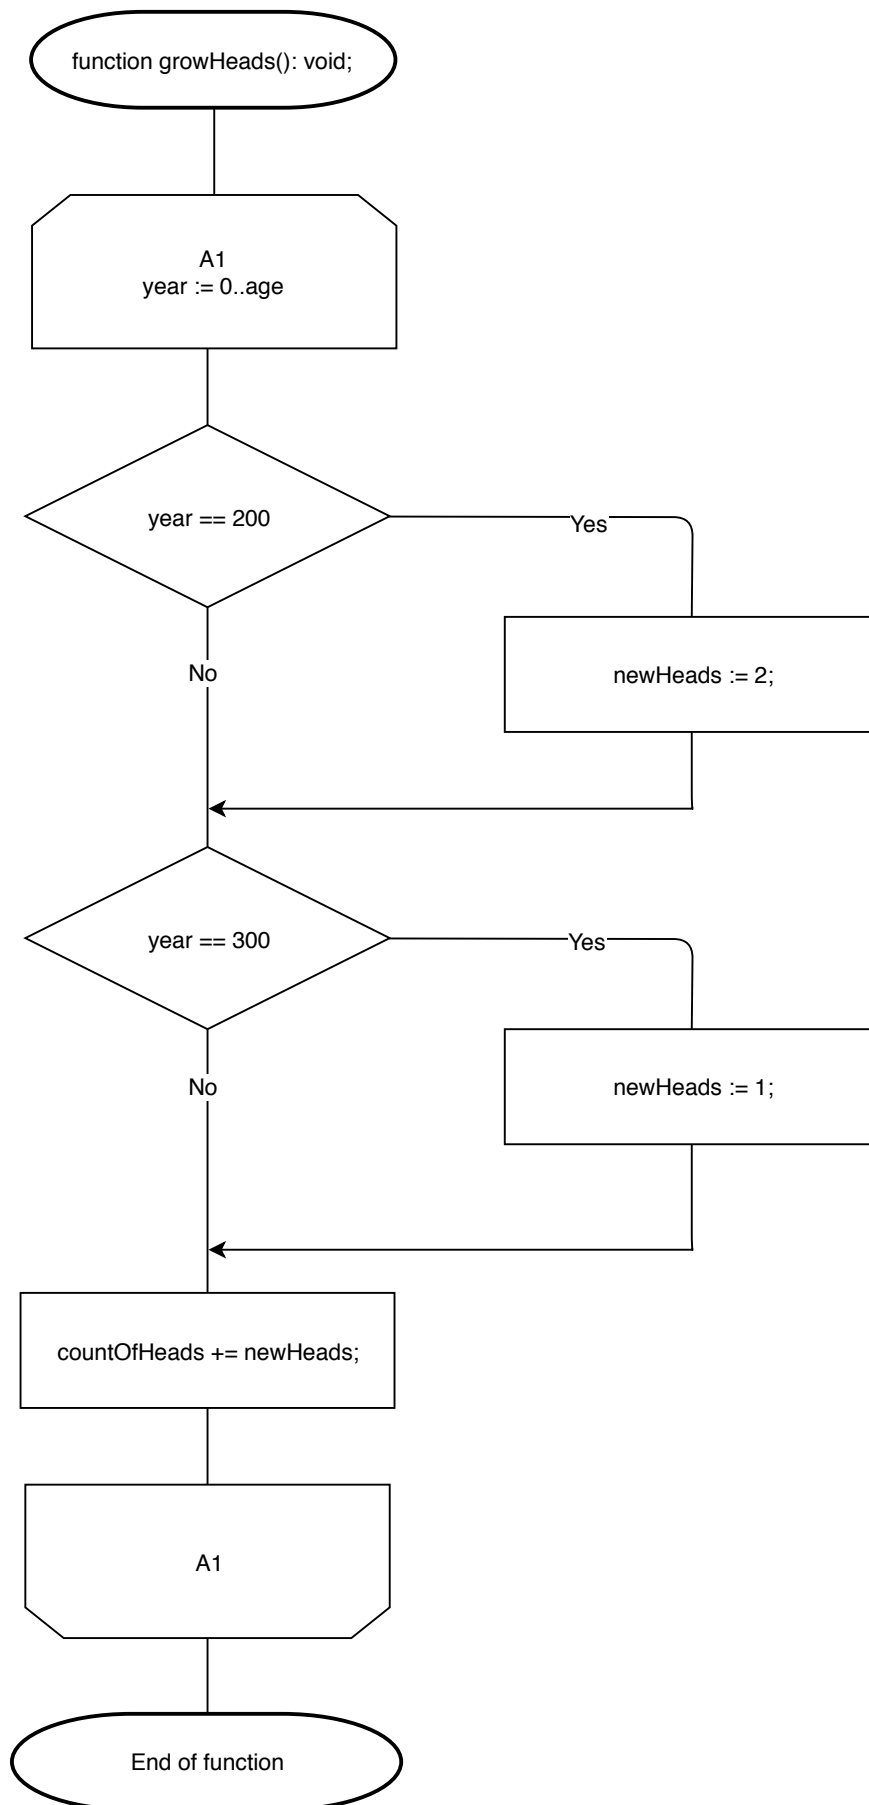 function growHeads(): void;
A1
year := 0..age
year == 200
Yes
No
newHeads := 2;
year == 300
Yes
No
newHeads := 1;
countOfHeads += newHeads;
A1
End of function